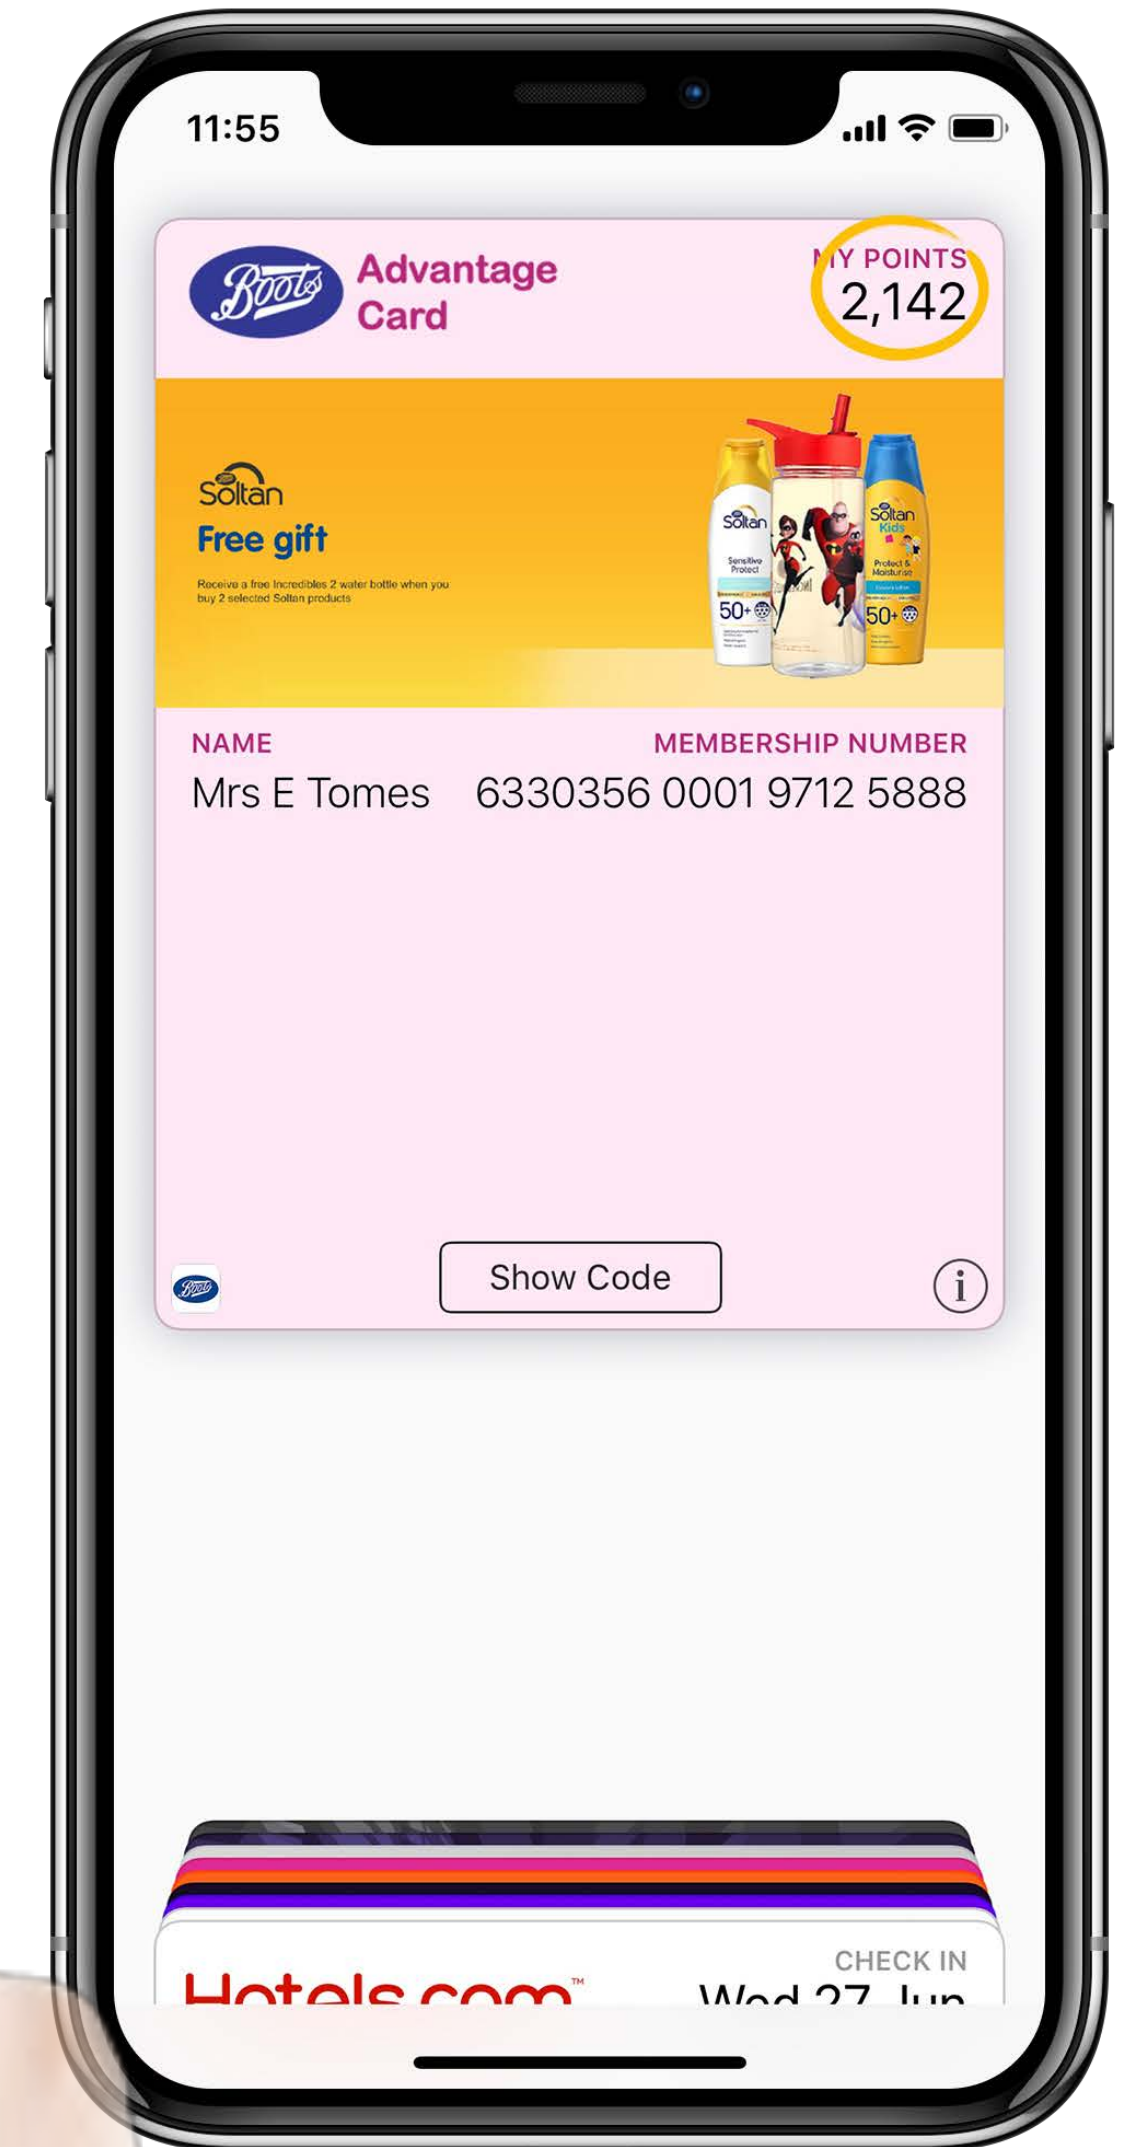 11:55
Boots
Advantage
Card
MY POINTS
2,142
Soltan
Free gift
Receive a free Incredibles 2 water bottle when you
buy 2 selected Soltan products
Soltan
Sensitive
Protect
50+
Soltan
Kids
Protect &
Moisturise
50+
NAME
MEMBERSHIP NUMBER
Mrs E Tomes
6330356 0001 9712 5888
Boots
Show Code
i
CHECK IN
Hotels.com™
Wed 27 Jun